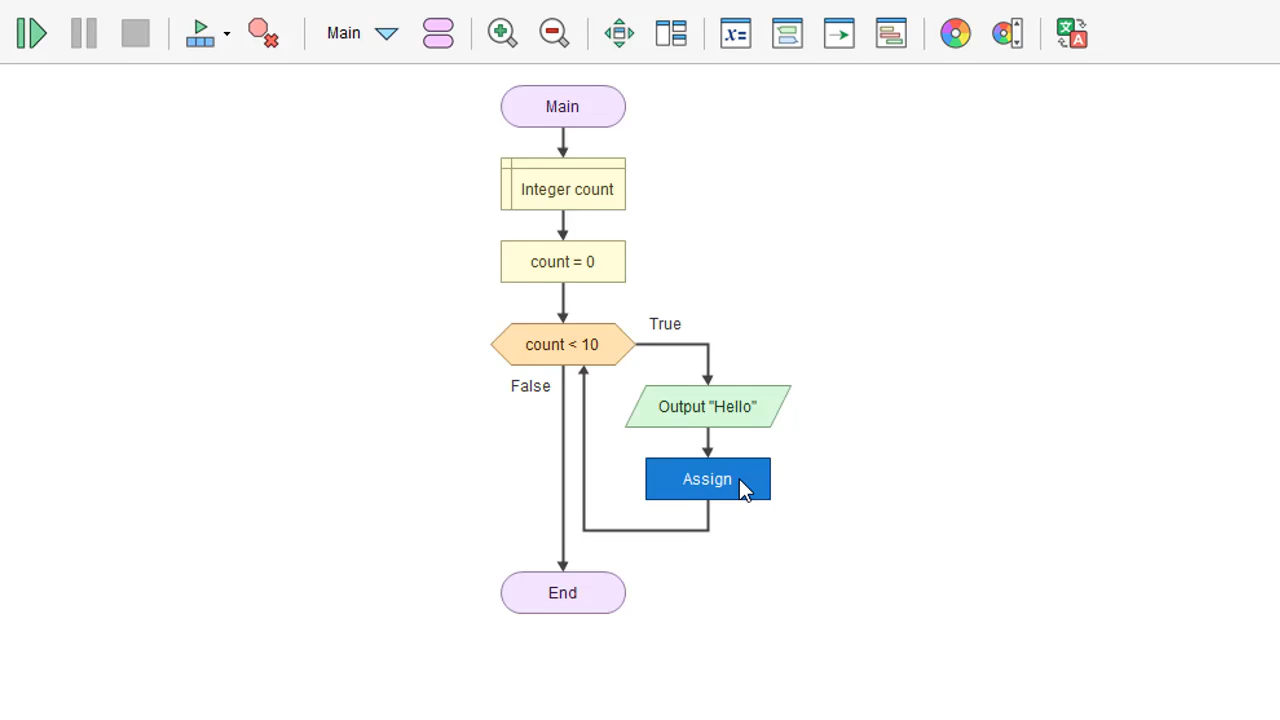 Main
Main
Integer count
count = 0
True
count < 10
False
Output "Hello"
Assign
End